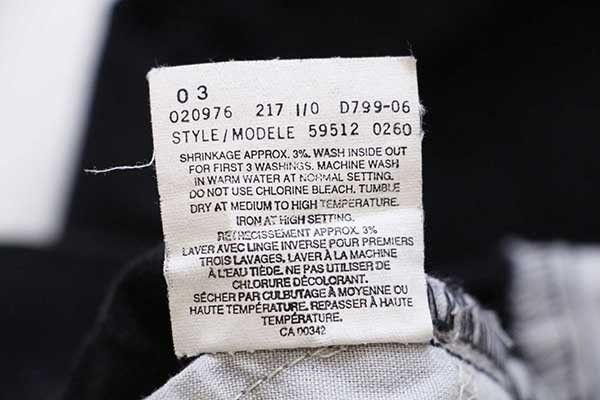 03
020976 217 I/0 D799-06
STYLE/MODELE 59512 0260
SHRINKAGE APPROX. 3%. WASH INSIDE OUT
FOR FIRST 3 WASHINGS. MACHINE WASH
IN WARM WATER AT NORMAL SETTING.
DO NOT USE CHLORINE BLEACH. TUMBLE
DRY AT MEDIUM TO HIGH TEMPERATURE.
IRON AT HIGH SETTING.
RETRECISSEMENT APPROX. 3%
LAVER AVEC LINGE INVERSE POUR PREMIERS
TROIS LAVAGES, LAVER À LA MACHINE
À L'EAU TIÈDE. NE PAS UTILISER DE
CHLORURE DÉCOLORANT.
SÉCHER PAR CULBUTAGE À MOYENNE OU
HAUTE TEMPÉRATURE. REPASSER À HAUTE
TEMPÉRATURE.
CA 00342